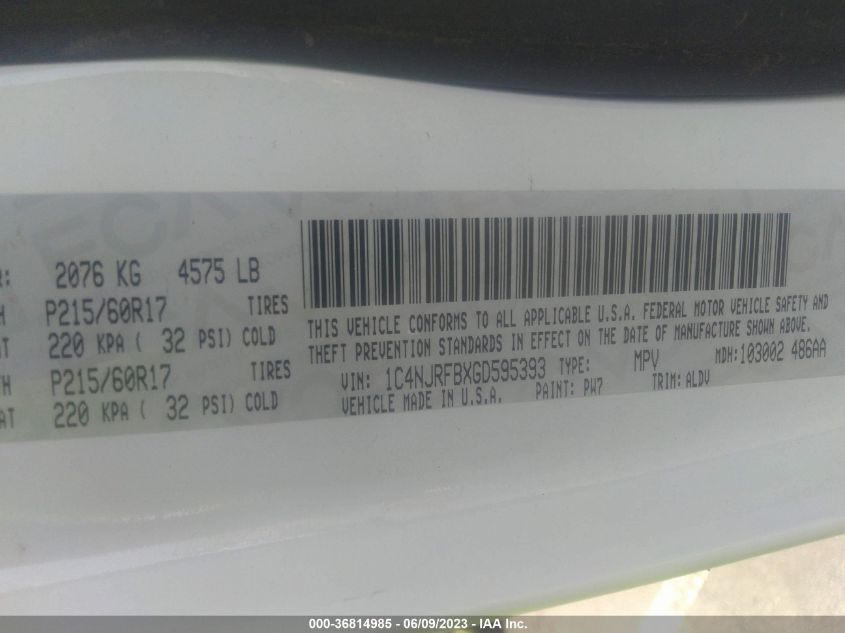 R: 2076 KG 4575 LB
H P215/60R17 TIRES
AT 220 KPA ( 32 PSI) COLD
TH P215/60R17 TIRES
AT 220 KPA ( 32 PSI) COLD
THIS VEHICLE CONFORMS TO ALL APPLICABLE U.S.A. FEDERAL MOTOR VEHICLE SAFETY AND
THEFT PREVENTION STANDARDS IN EFFECT ON THE DATE OF MANUFACTURE SHOWN ABOVE.
VIN: 1C4NJRFBXGD595393 TYPE: MPV MDH:103002 486AA
VEHICLE MADE IN U.S.A. PAINT: PW7 TRIM: ALDV
000-36814985 - 06/09/2023 - IAA Inc.